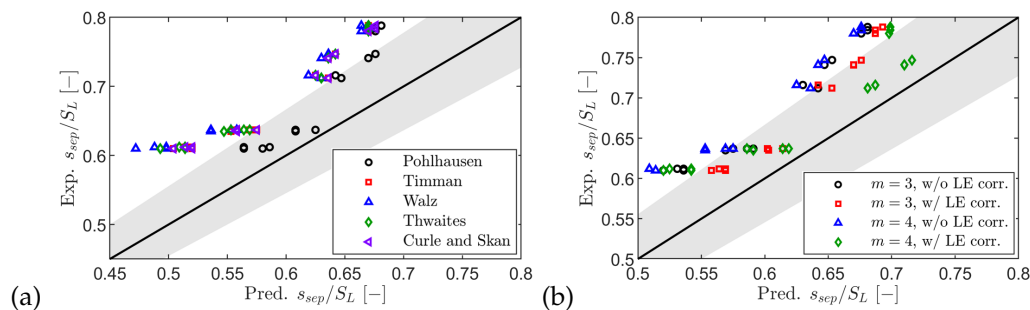 0.8
0.7
0.6
0.5
Exp. s_sep/S_L [−]
0.45 0.5 0.55 0.6 0.65 0.7 0.75 0.8
Pred. s_sep/S_L [−]
Pohlhausen
Timman
Walz
Thwaites
Curle and Skan
(a)
0.8
0.75
0.7
0.65
0.6
0.55
0.5
Exp. s_sep/S_L [−]
0.5 0.55 0.6 0.65 0.7 0.75 0.8
Pred. s_sep/S_L [−]
m = 3, w/o LE corr.
m = 3, w/ LE corr.
m = 4, w/o LE corr.
m = 4, w/ LE corr.
(b)